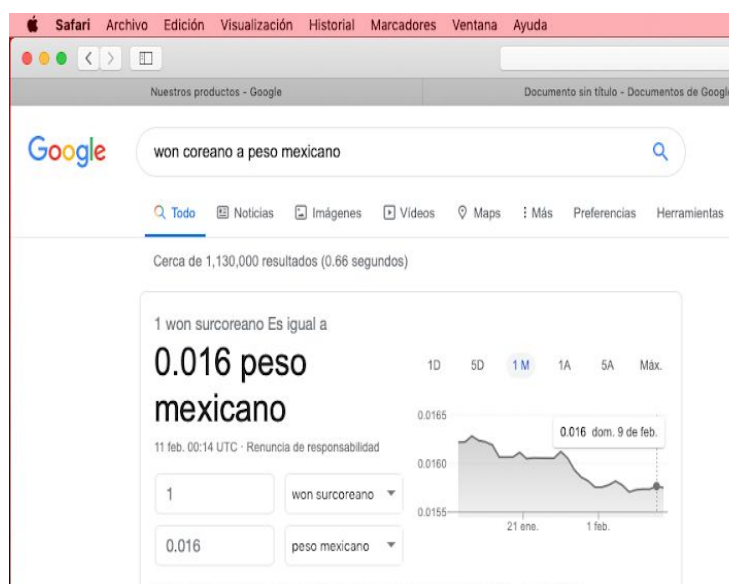 Safari Archivo Edición Visualización Historial Marcadores Ventana Ayuda
Nuestros productos - Google
Documento sin título - Documentos de Google
Google
won coreano a peso mexicano
Todo Noticias Imágenes Vídeos Maps Más Preferencias Herramientas
Cerca de 1,130,000 resultados (0.66 segundos)
1 won surcoreano Es igual a
0.016 peso
mexicano
11 feb. 00:14 UTC · Renuncia de responsabilidad
1 won surcoreano
0.016 peso mexicano
1D 5D 1 M 1A 5A Máx.
0.0165
0.016 dom. 9 de feb.
0.0160
0.0155
21 ene. 1 feb.